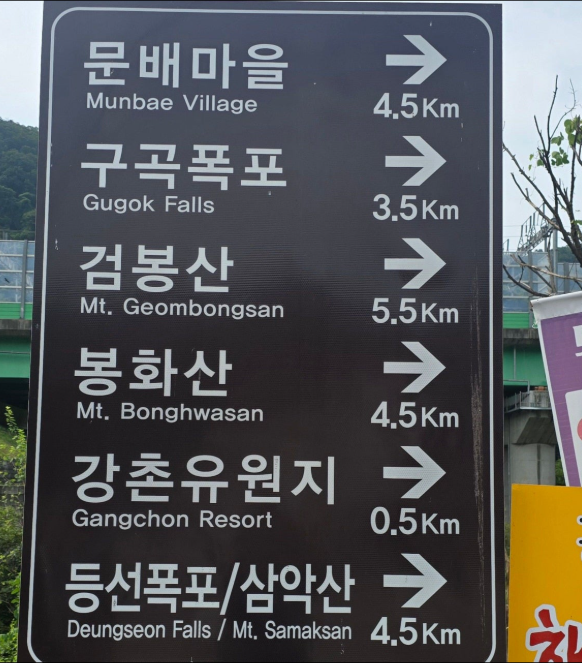 문배마을 →
Munbae Village 4.5Km
구곡폭포 →
Gugok Falls 3.5Km
검봉산 →
Mt. Geombongsan 5.5Km
봉화산 →
Mt. Bonghwasan 4.5Km
강촌유원지 →
Gangchon Resort 0.5Km
등선폭포/삼악산 →
Deungseon Falls / Mt. Samaksan 4.5Km